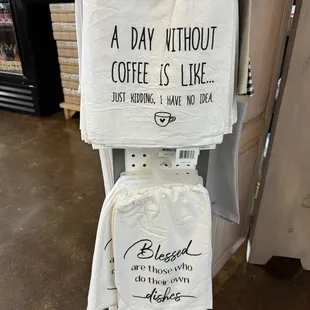 A DAY WITHOUT
COFFEE IS LIKE...
JUST KIDDING, I HAVE NO IDEA.
Blessed
are those who
do their own
dishes